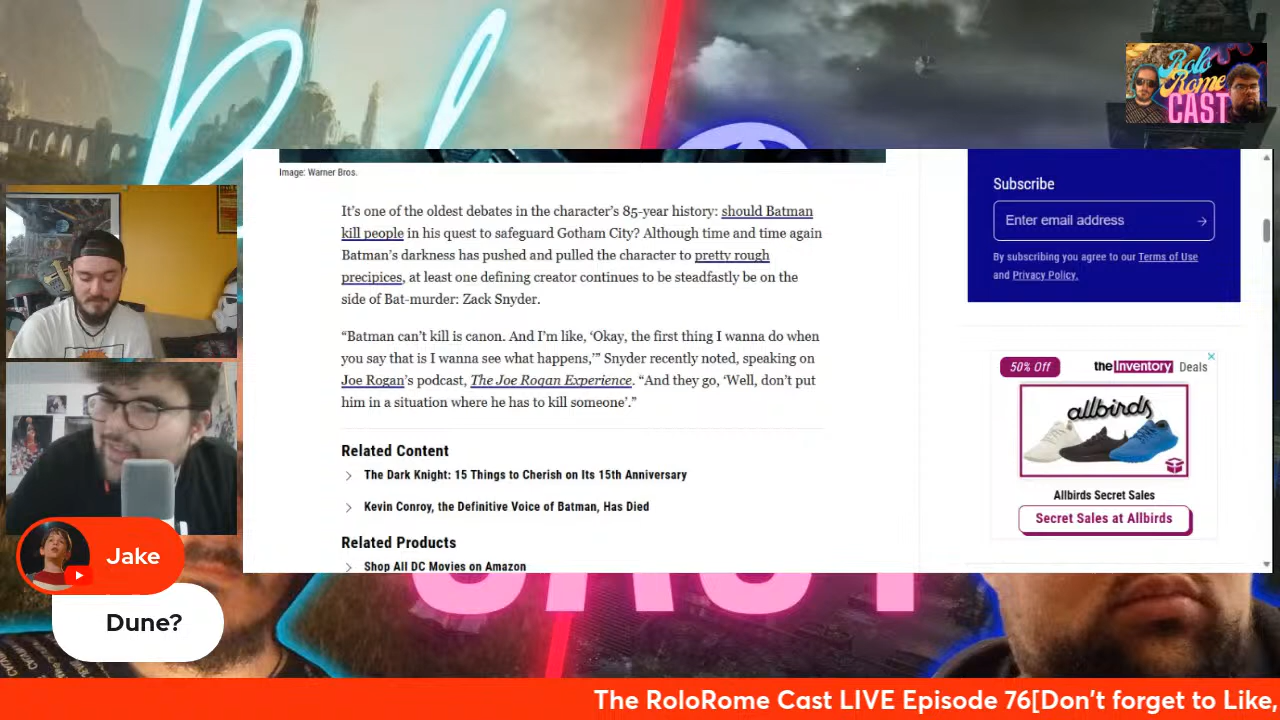 Rolo
Rome
CAST
Image: Warner Bros.
It's one of the oldest debates in the character's 85-year history: should Batman
kill people in his quest to safeguard Gotham City? Although time and time again
Batman's darkness has pushed and pulled the character to pretty rough
precipices, at least one defining creator continues to be steadfastly be on the
side of Bat-murder: Zack Snyder.
“Batman can't kill is canon. And I'm like, ‘Okay, the first thing I wanna do when
you say that is I wanna see what happens,’” Snyder recently noted, speaking on
Joe Rogan's podcast, The Joe Rogan Experience. “And they go, ‘Well, don't put
him in a situation where he has to kill someone’.”
Related Content
The Dark Knight: 15 Things to Cherish on Its 15th Anniversary
Kevin Conroy, the Definitive Voice of Batman, Has Died
Related Products
Shop All DC Movies on Amazon
Subscribe
Enter email address →
By subscribing you agree to our Terms of Use
and Privacy Policy.
50% Off theInventory Deals
allbirds
Allbirds Secret Sales
Secret Sales at Allbirds
Jake
Dune?
CAST
The RoloRome Cast LIVE Episode 76[Don't forget to Like,